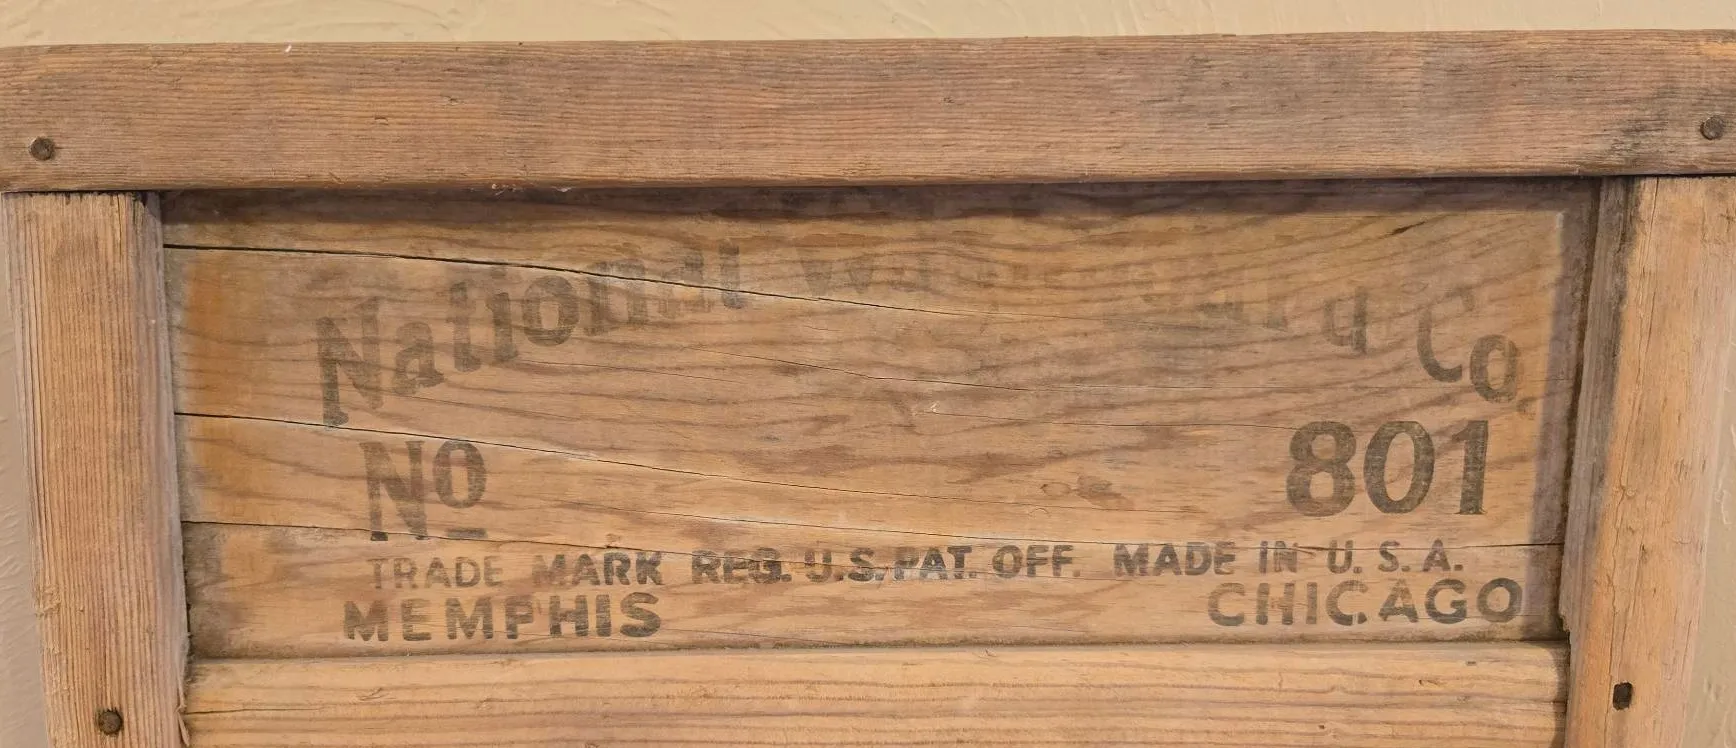 National Co.
No 801
TRADE MARK REG. U.S. PAT. OFF. MADE IN U.S.A.
MEMPHIS CHICAGO